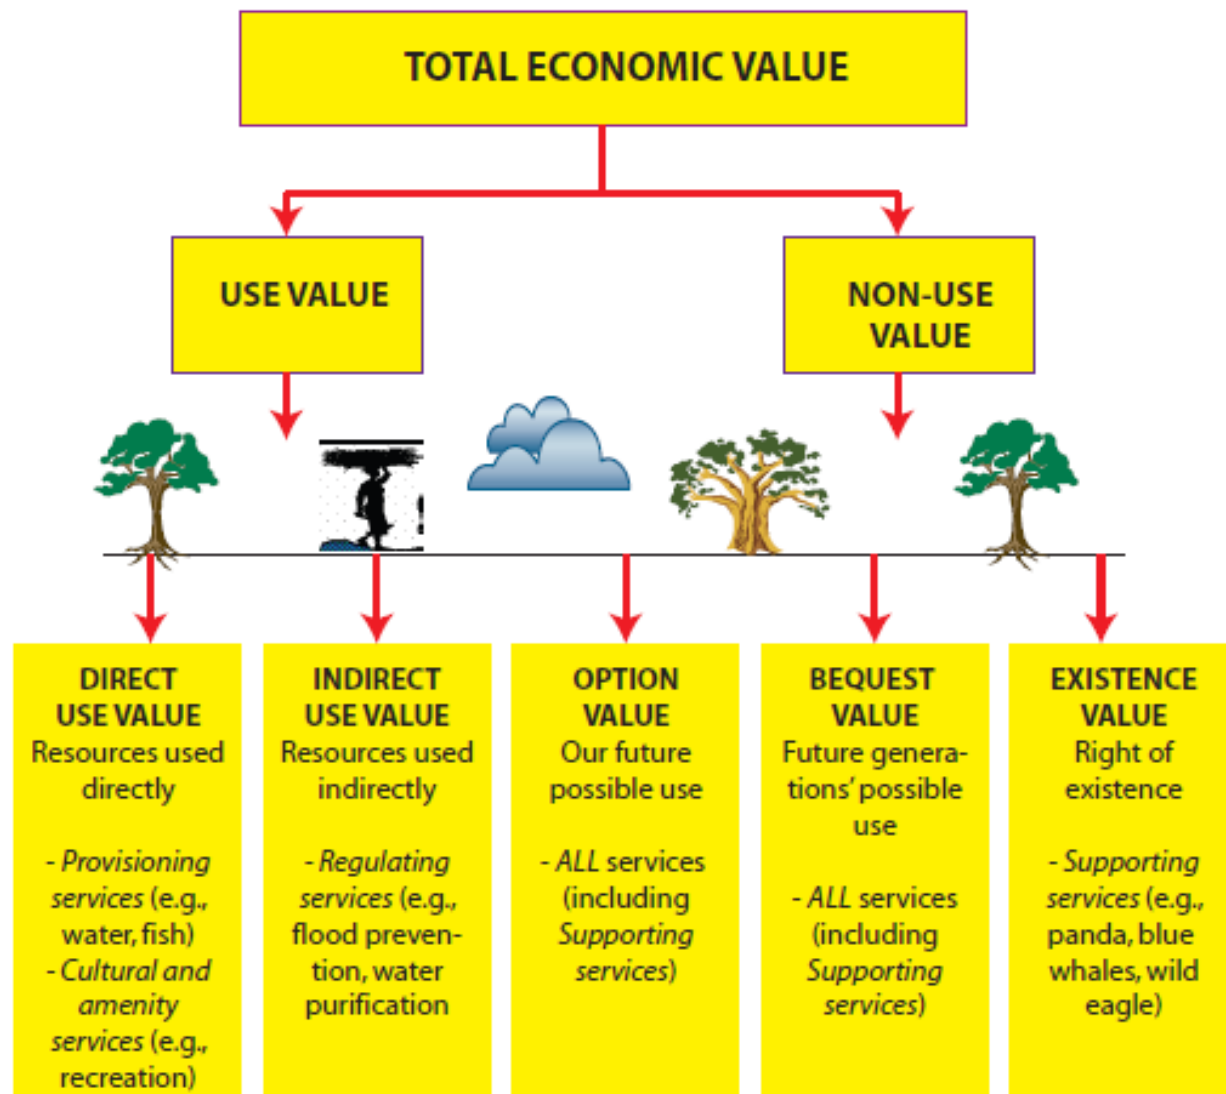 TOTAL ECONOMIC VALUE
USE VALUE
NON-USE
VALUE
DIRECT
USE VALUE
Resources used
directly
- Provisioning
services (e.g.,
water, fish)
- Cultural and
amenity
services (e.g.,
recreation)
INDIRECT
USE VALUE
Resources used
indirectly
- Regulating
services (e.g.,
flood preven-
tion, water
purification
OPTION
VALUE
Our future
possible use
- ALL services
(including
Supporting
services)
BEQUEST
VALUE
Future genera-
tions’ possible
use
- ALL services
(including
Supporting
services)
EXISTENCE
VALUE
Right of
existence
- Supporting
services (e.g.,
panda, blue
whales, wild
eagle)